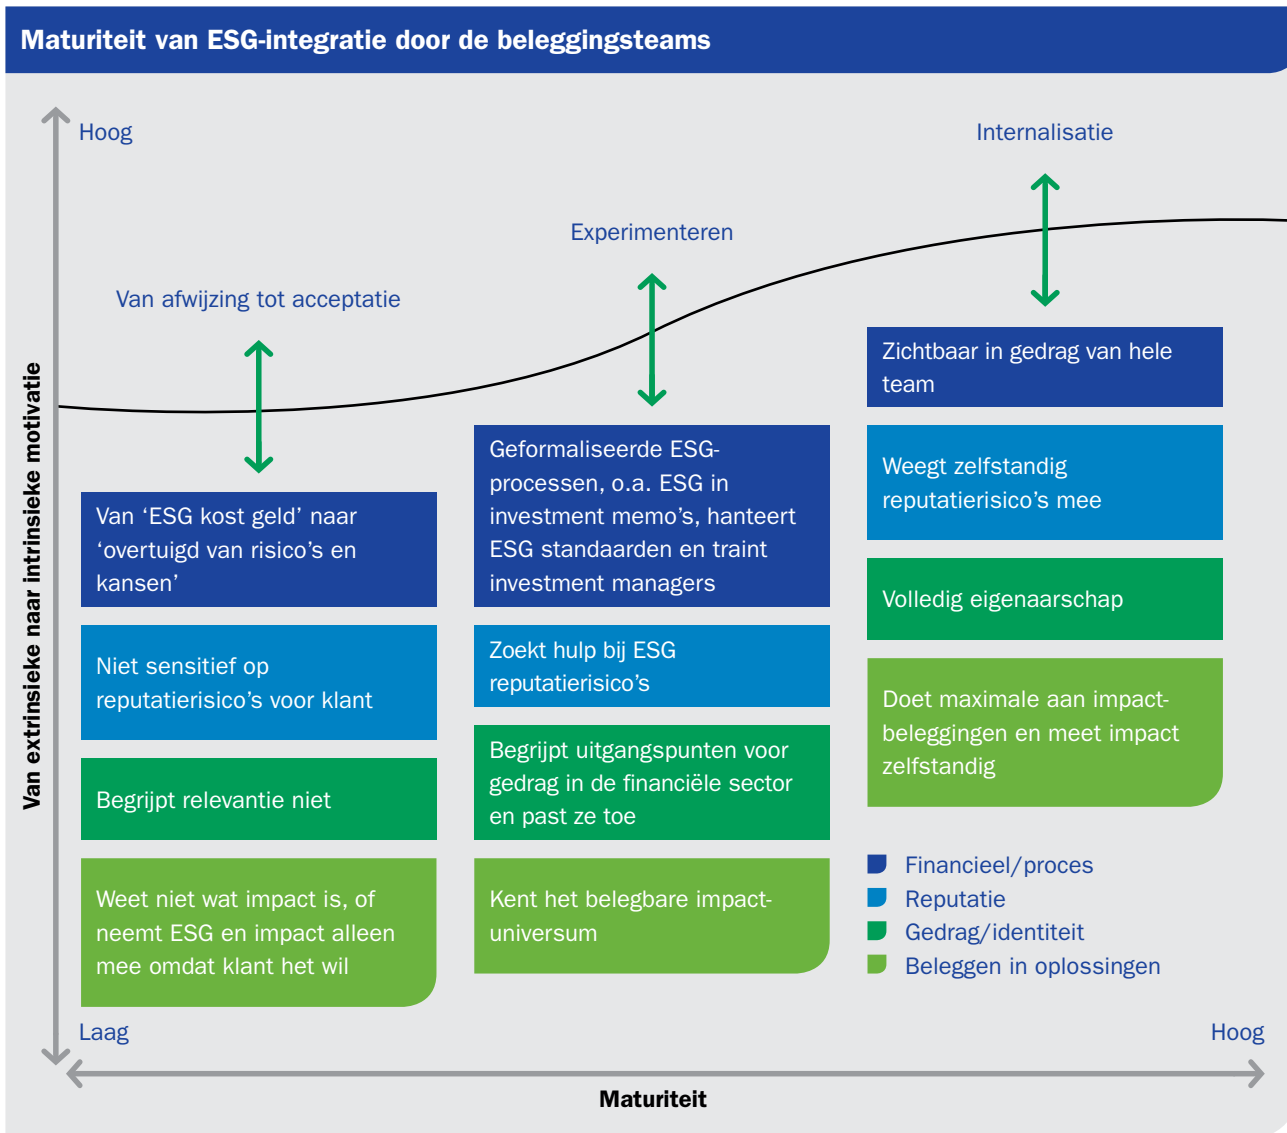 Maturiteit van ESG-integratie door de beleggingsteams
Hoog
Van extrinsieke naar intrinsieke motivatie
Van afwijzing tot acceptatie
Van ‘ESG kost geld’ naar
‘overtuigd van risico’s en
kansen’
Niet sensitief op
reputatierisico’s voor klant
Begrijpt relevantie niet
Weet niet wat impact is, of
neemt ESG en impact alleen
mee omdat klant het wil
Experimenteren
Geformaliseerde ESG-
processen, o.a. ESG in
investment memo’s, hanteert
ESG standaarden en traint
investment managers
Zoekt hulp bij ESG
reputatierisico’s
Begrijpt uitgangspunten voor
gedrag in de financiële sector
en past ze toe
Kent het belegbare impact-
universum
Internalisatie
Zichtbaar in gedrag van hele
team
Weegt zelfstandig
reputatierisico’s mee
Volledig eigenaarschap
Doet maximale aan impact-
beleggingen en meet impact
zelfstandig
Financieel/proces
Reputatie
Gedrag/identiteit
Beleggen in oplossingen
Laag
Hoog
Maturiteit